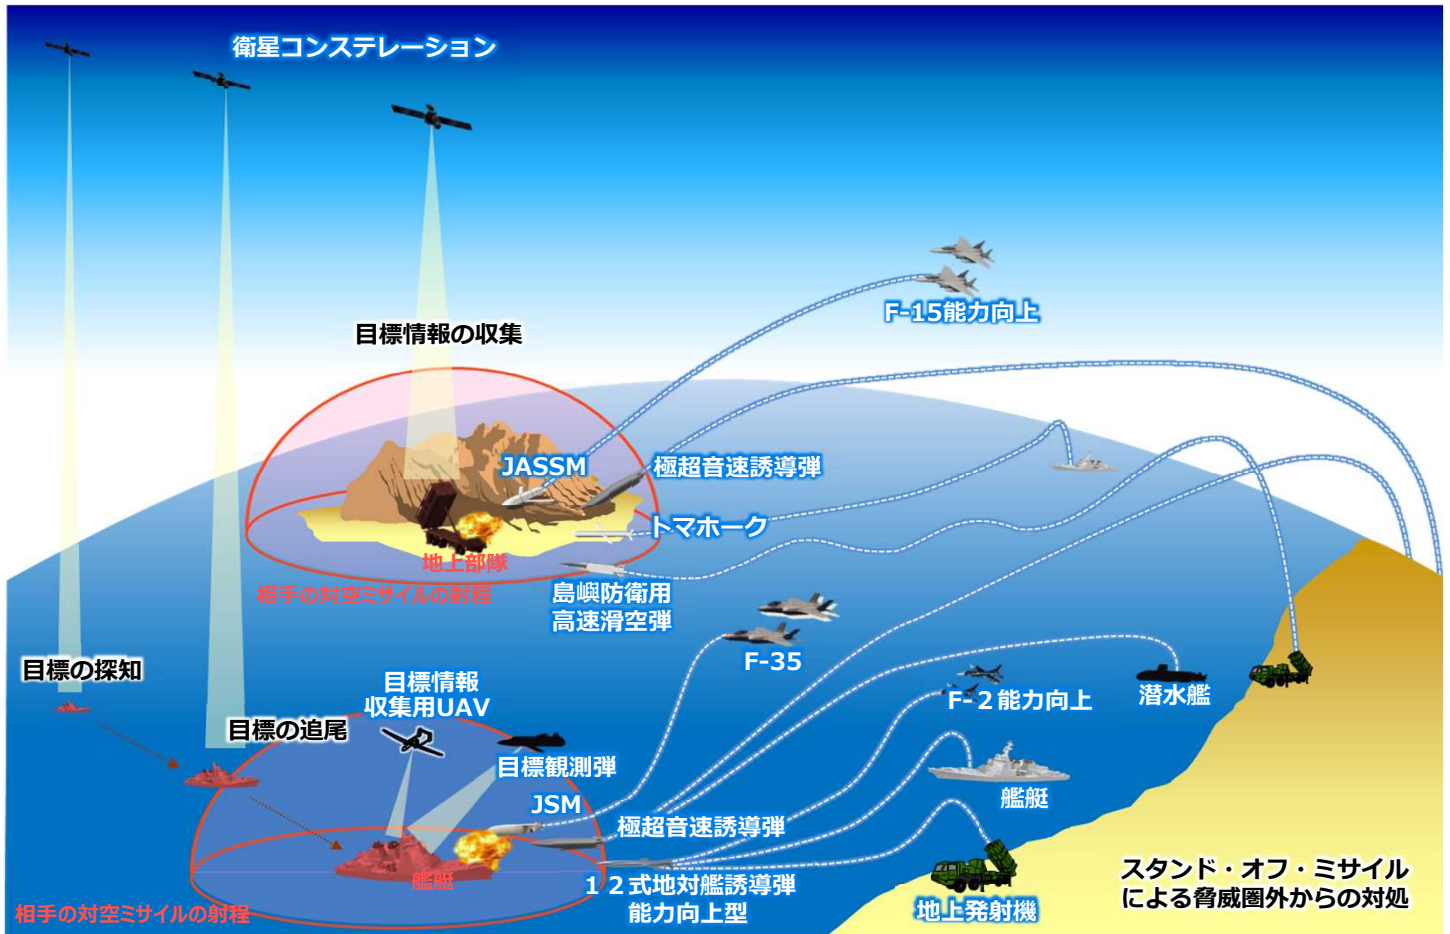 衛星コンステレーション
F-15能力向上
目標情報の収集
JASSM
極超音速誘導弾
トマホーク
地上部隊
相手の対空ミサイルの射程
島嶼防衛用
高速滑空弾
F-35
目標の探知
目標情報
収集用UAV
潜水艦
F-２能力向上
目標の追尾
目標観測弾
艦艇
JSM
極超音速誘導弾
艦艇
１２式地対艦誘導弾
能力向上型
相手の対空ミサイルの射程
地上発射機
スタンド・オフ・ミサイル
による脅威圏外からの対処